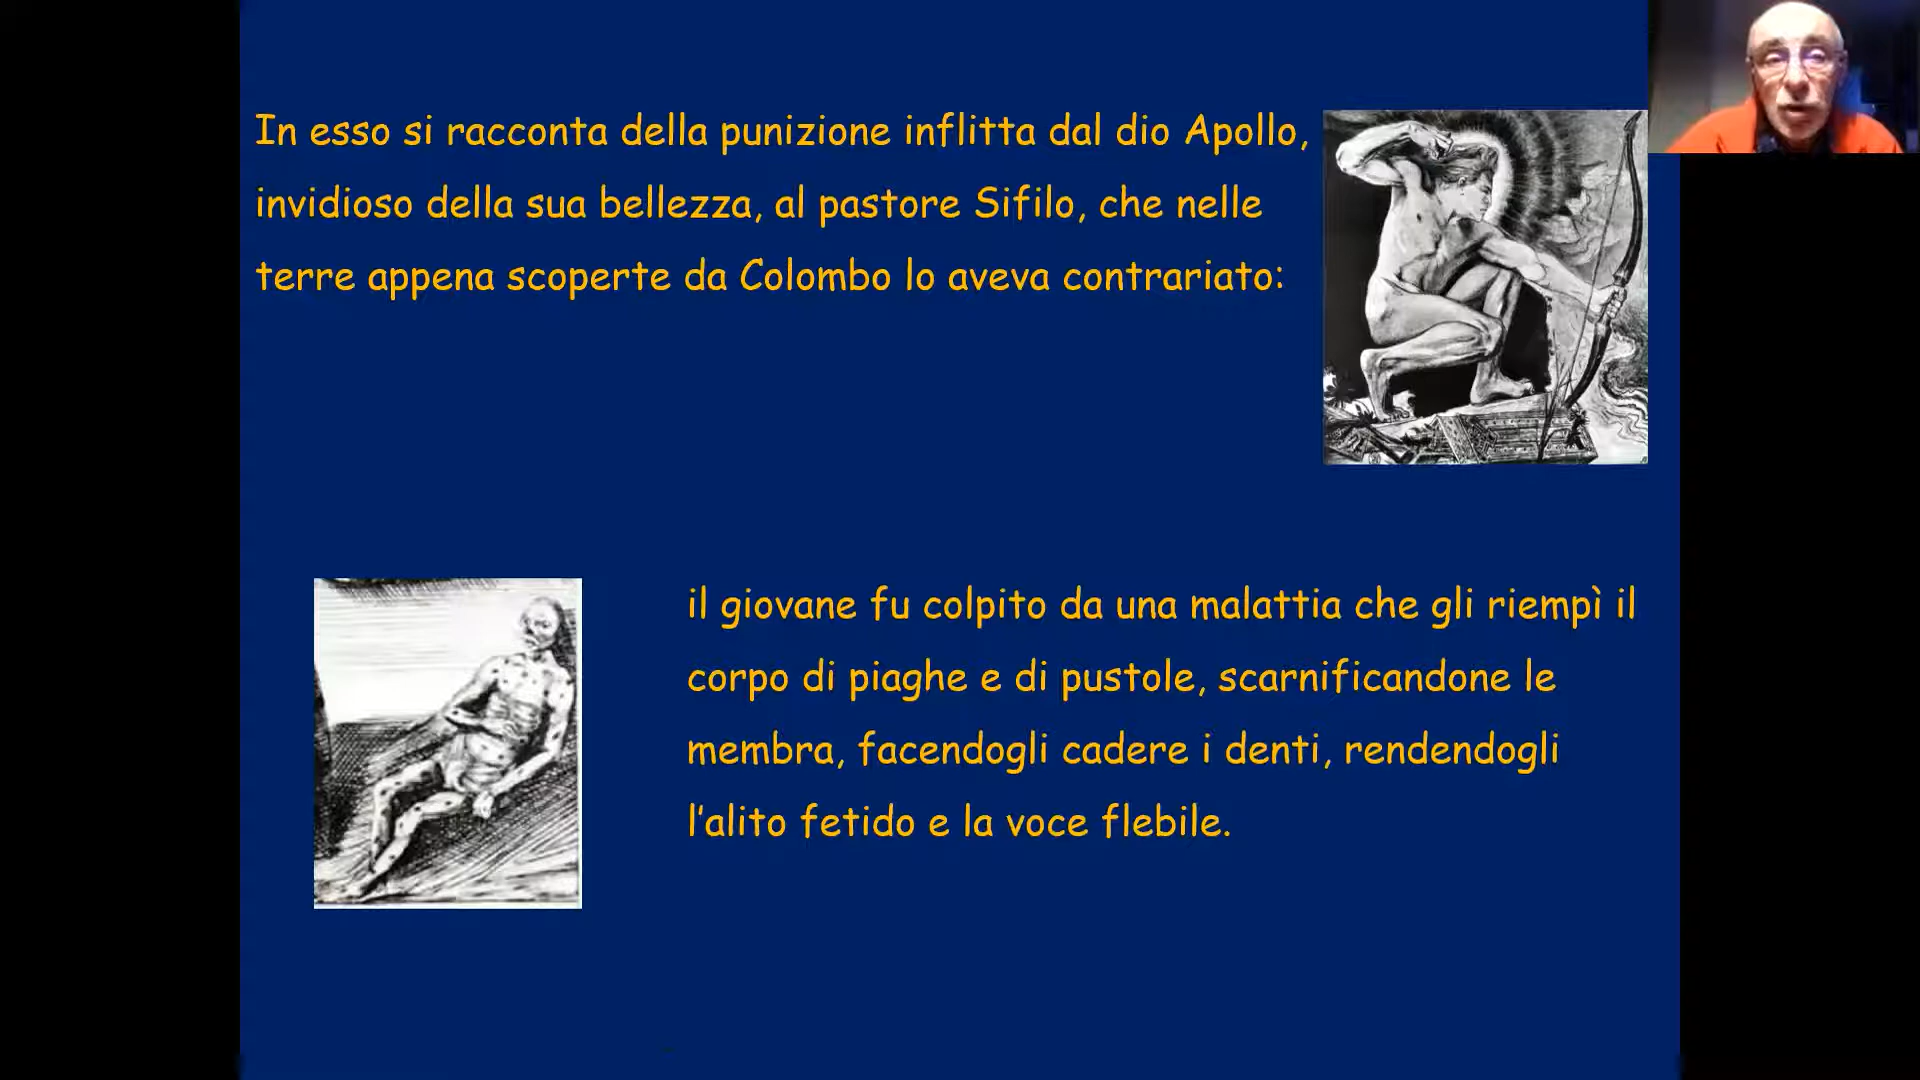 In esso si racconta della punizione inflitta dal dio Apollo,
invidioso della sua bellezza, al pastore Sifilo, che nelle
terre appena scoperte da Colombo lo aveva contrariato:
il giovane fu colpito da una malattia che gli riempì il
corpo di piaghe e di pustole, scarnificandone le
membra, facendogli cadere i denti, rendendogli
l’alito fetido e la voce flebile.